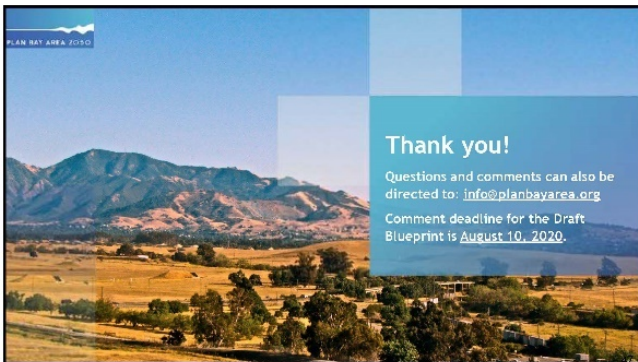 PLAN BAY AREA 2050
Thank you!
Questions and comments can also be
directed to: info@planbayarea.org
Comment deadline for the Draft
Blueprint is August 10, 2020.